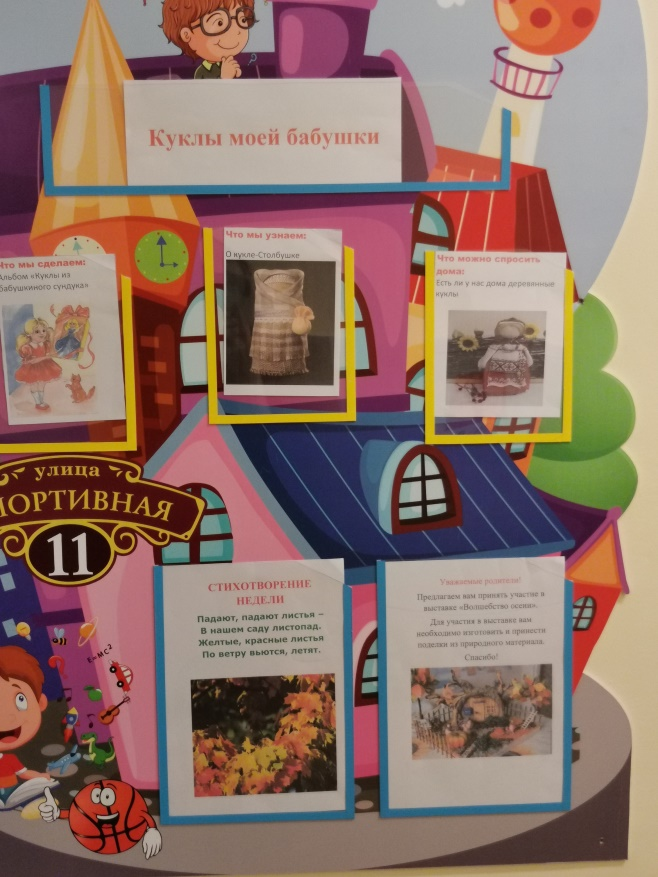 Куклы моей бабушки
Что мы сделаем:
Альбом «Куклы из
бабушкиного сундука»
Что мы узнаем:
О кукле-Столбушке
Что можно спросить
дома:
Есть ли у нас дома деревянные
куклы
улица
ПОРТИВНАЯ
11
E=MC²
СТИХОТВОРЕНИЕ
НЕДЕЛИ
Падают, падают листья –
В нашем саду листопад.
Желтые, красные листья
По ветру вьются, летят.
Уважаемые родители!
Предлагаем вам принять участие в
выставке «Волшебство осени».
Для участия в выставке вам
необходимо изготовить и принести
поделки из природного материала.
Спасибо!